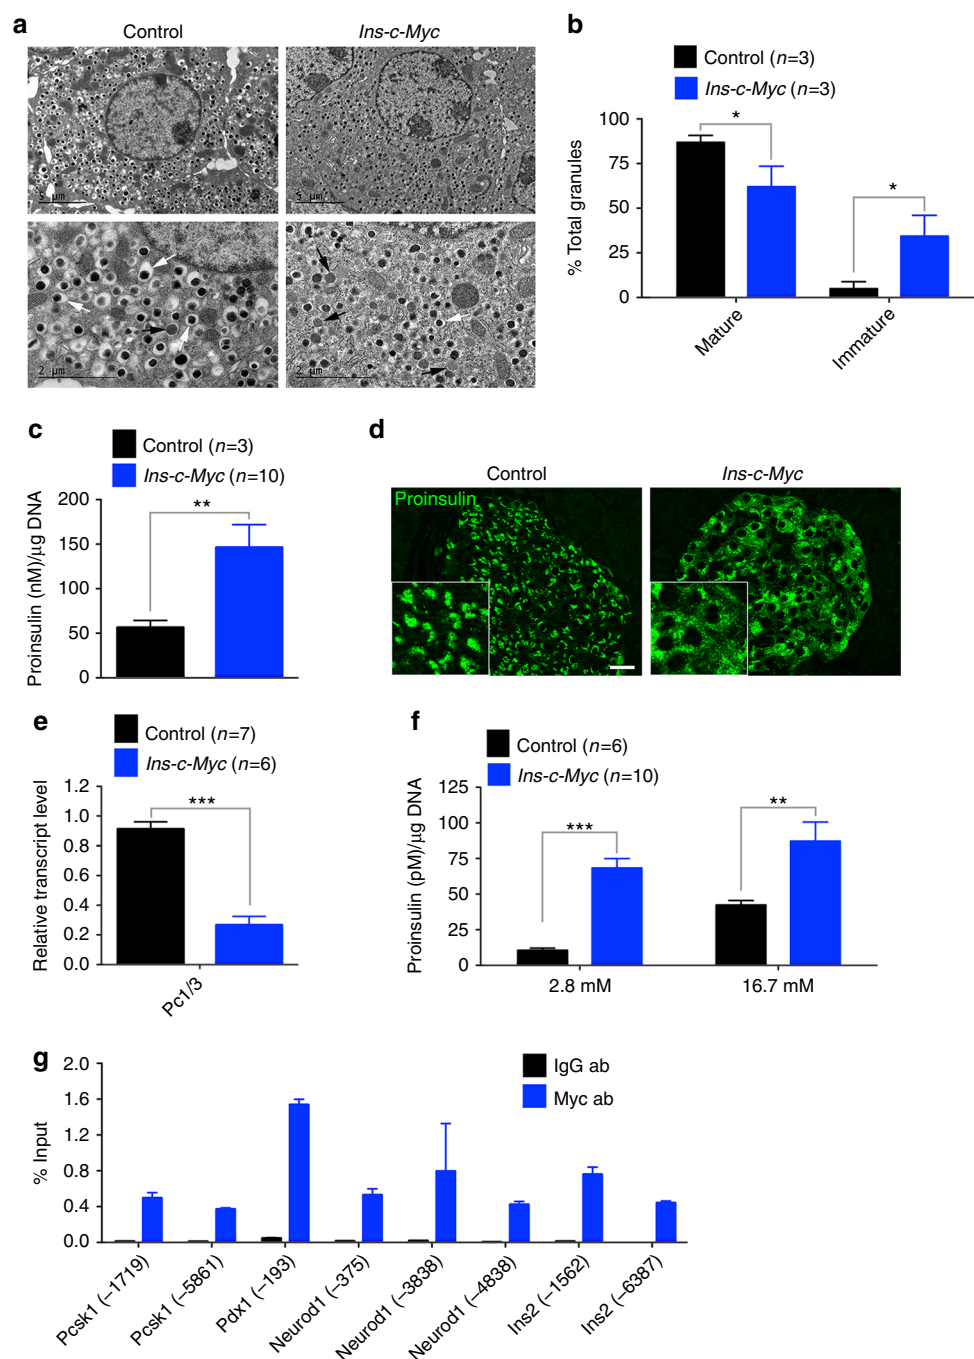 a
Control
Ins-c-Myc
5 µm
5 µm
2 µm
2 µm
b
Control (n=3)
Ins-c-Myc (n=3)
% Total granules
100
75
50
25
0
*
*
Mature
Immature
c
Control (n=3)
Ins-c-Myc (n=10)
Proinsulin (nM)/µg DNA
200
150
100
50
0
**
d
Control
Ins-c-Myc
Proinsulin
e
Control (n=7)
Ins-c-Myc (n=6)
Relative transcript level
1.2
1.0
0.8
0.6
0.4
0.2
0.0
***
Pc1/3
f
Control (n=6)
Ins-c-Myc (n=10)
Proinsulin (pM)/µg DNA
125
100
75
50
25
0
***
**
2.8 mM
16.7 mM
g
IgG ab
Myc ab
% Input
2.0
1.6
1.2
0.8
0.4
0.0
Pcsk1 (–1719)
Pcsk1 (–5861)
Pdx1 (–193)
Neurod1 (–375)
Neurod1 (–3838)
Neurod1 (–4838)
Ins2 (–1562)
Ins2 (–6387)